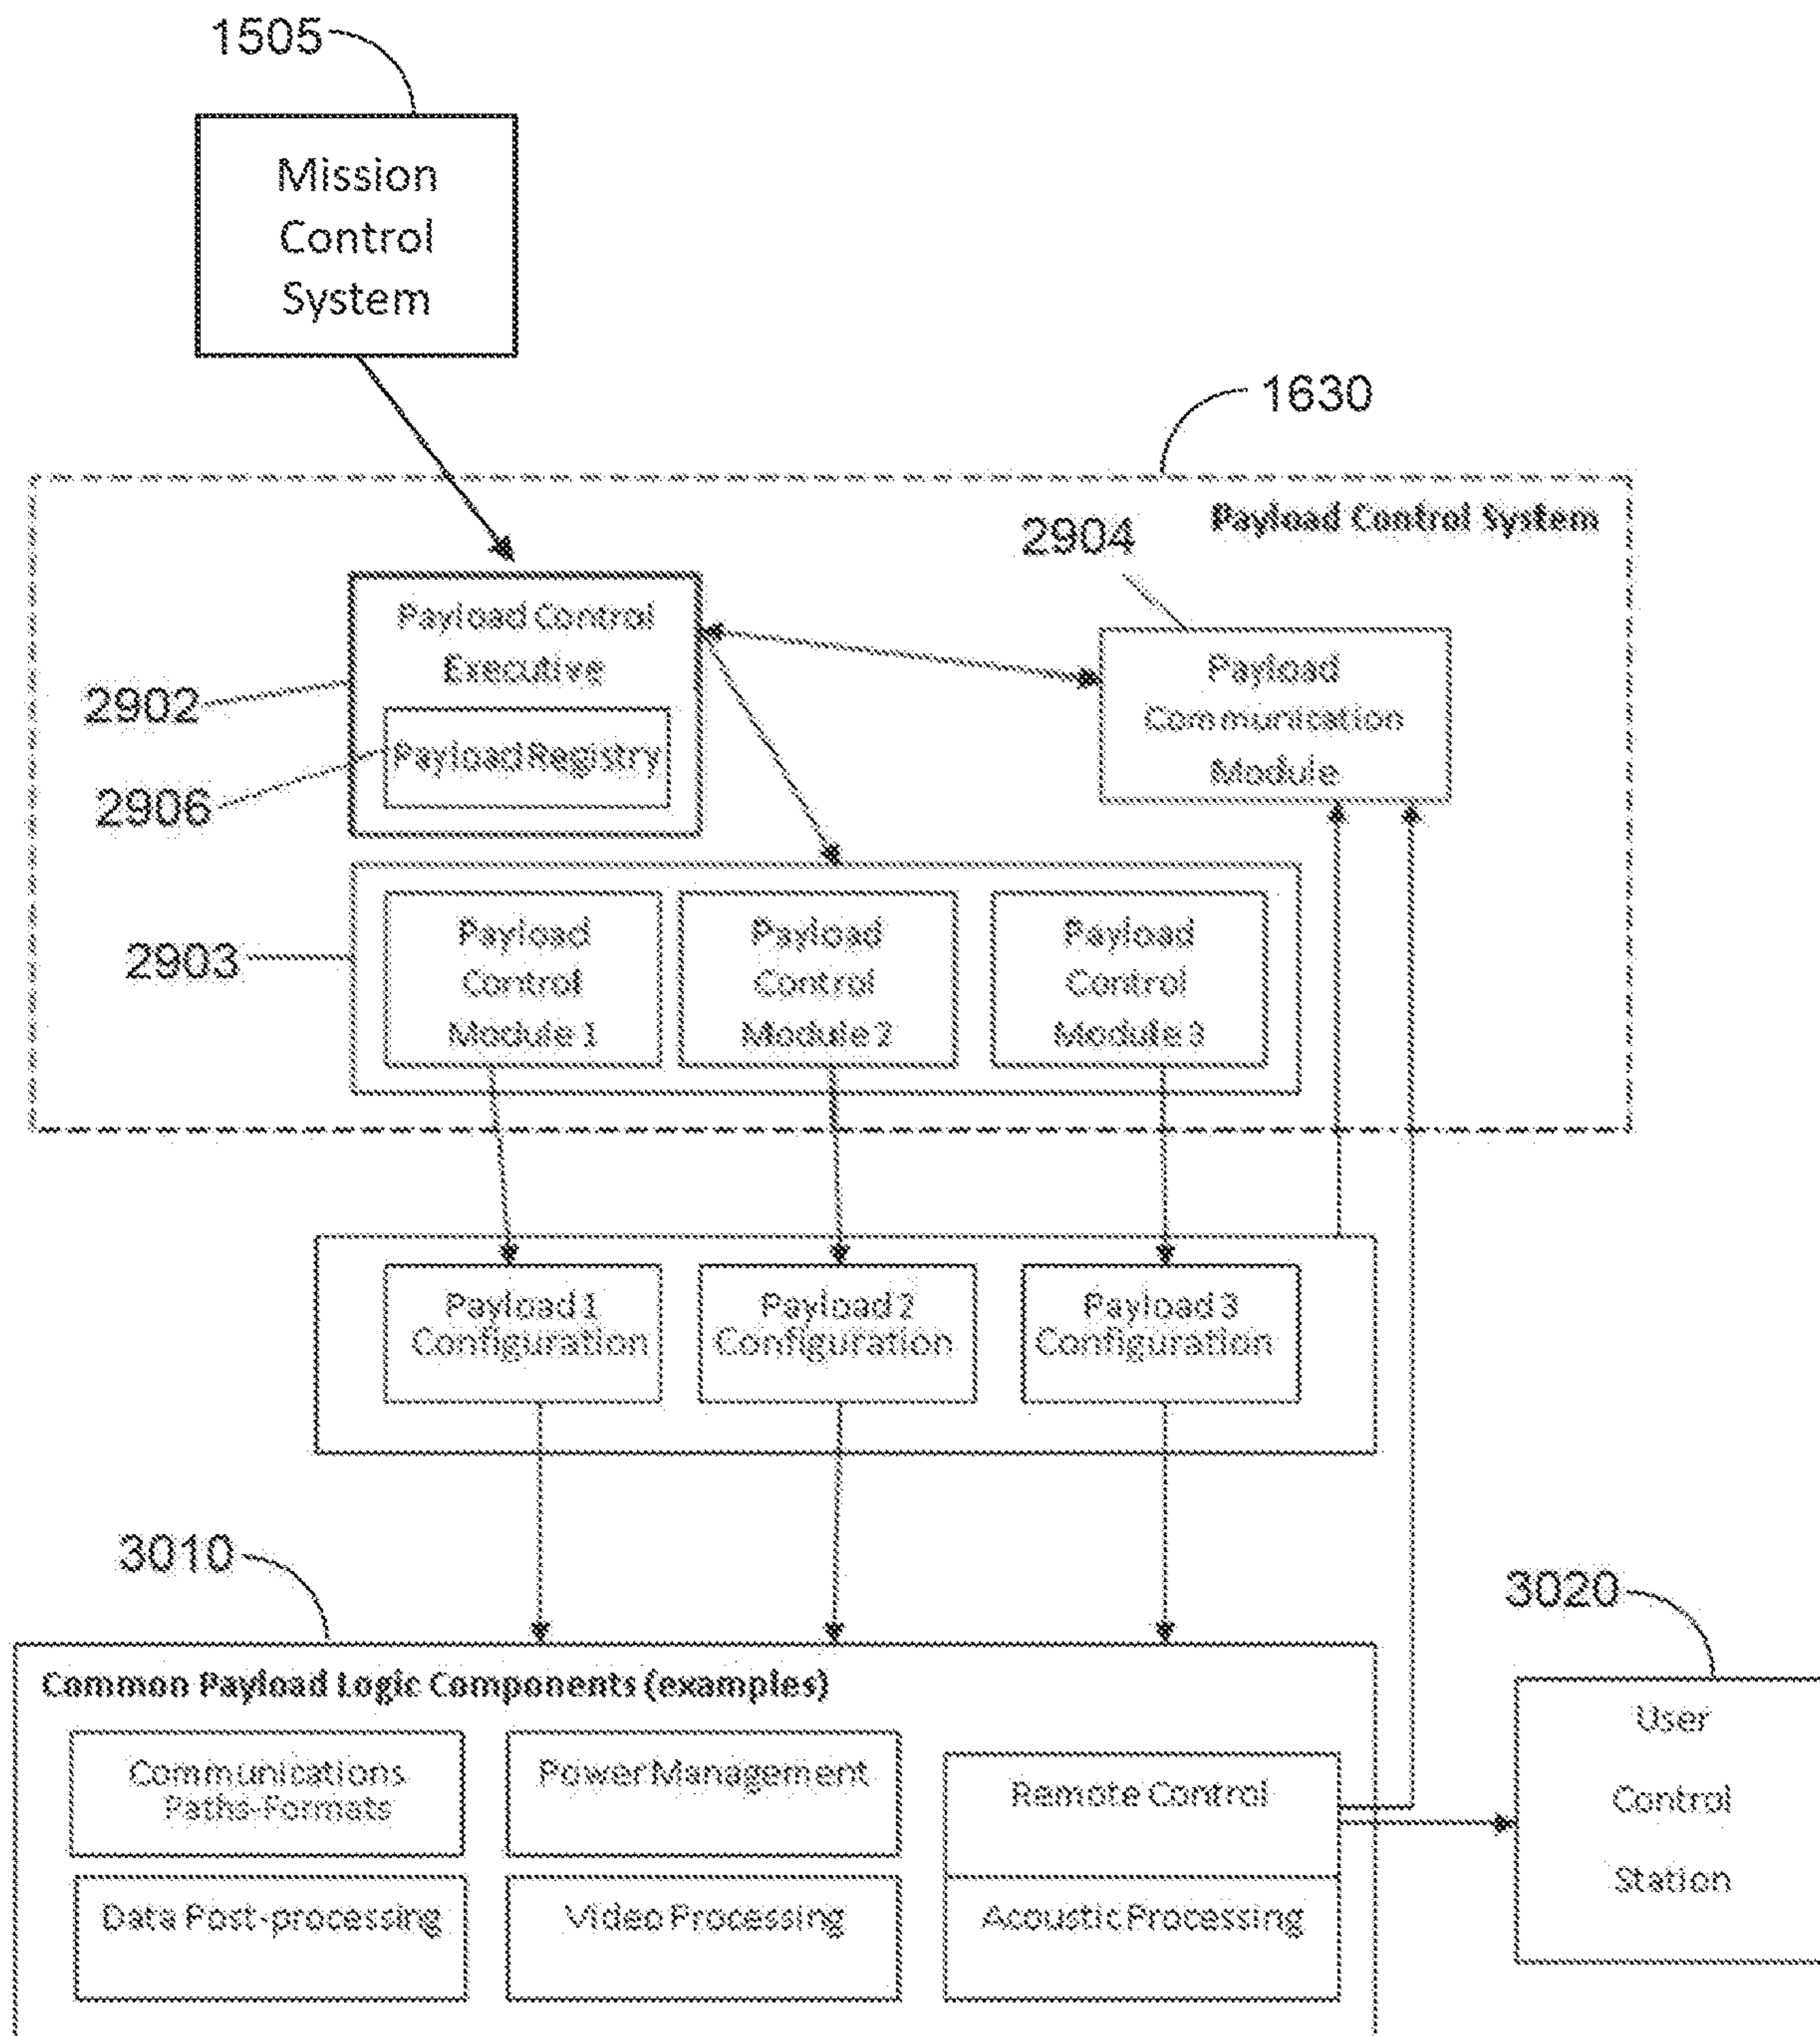 1505
Mission
Control
System
1630
Payload Control System
2904
Payload Control
Executive
2902
Payload Registry
2906
Payload
Communication
Module
2903
Payload
Control
Module 1
Payload
Control
Module 2
Payload
Control
Module 3
Payload 1
Configuration
Payload 2
Configuration
Payload 3
Configuration
3010
3020
Common Payload Logic Components (examples)
Communications
Paths-Formats
Power Management
Remote Control
Data Post-processing
Video Processing
Acoustic Processing
User
Control
Station